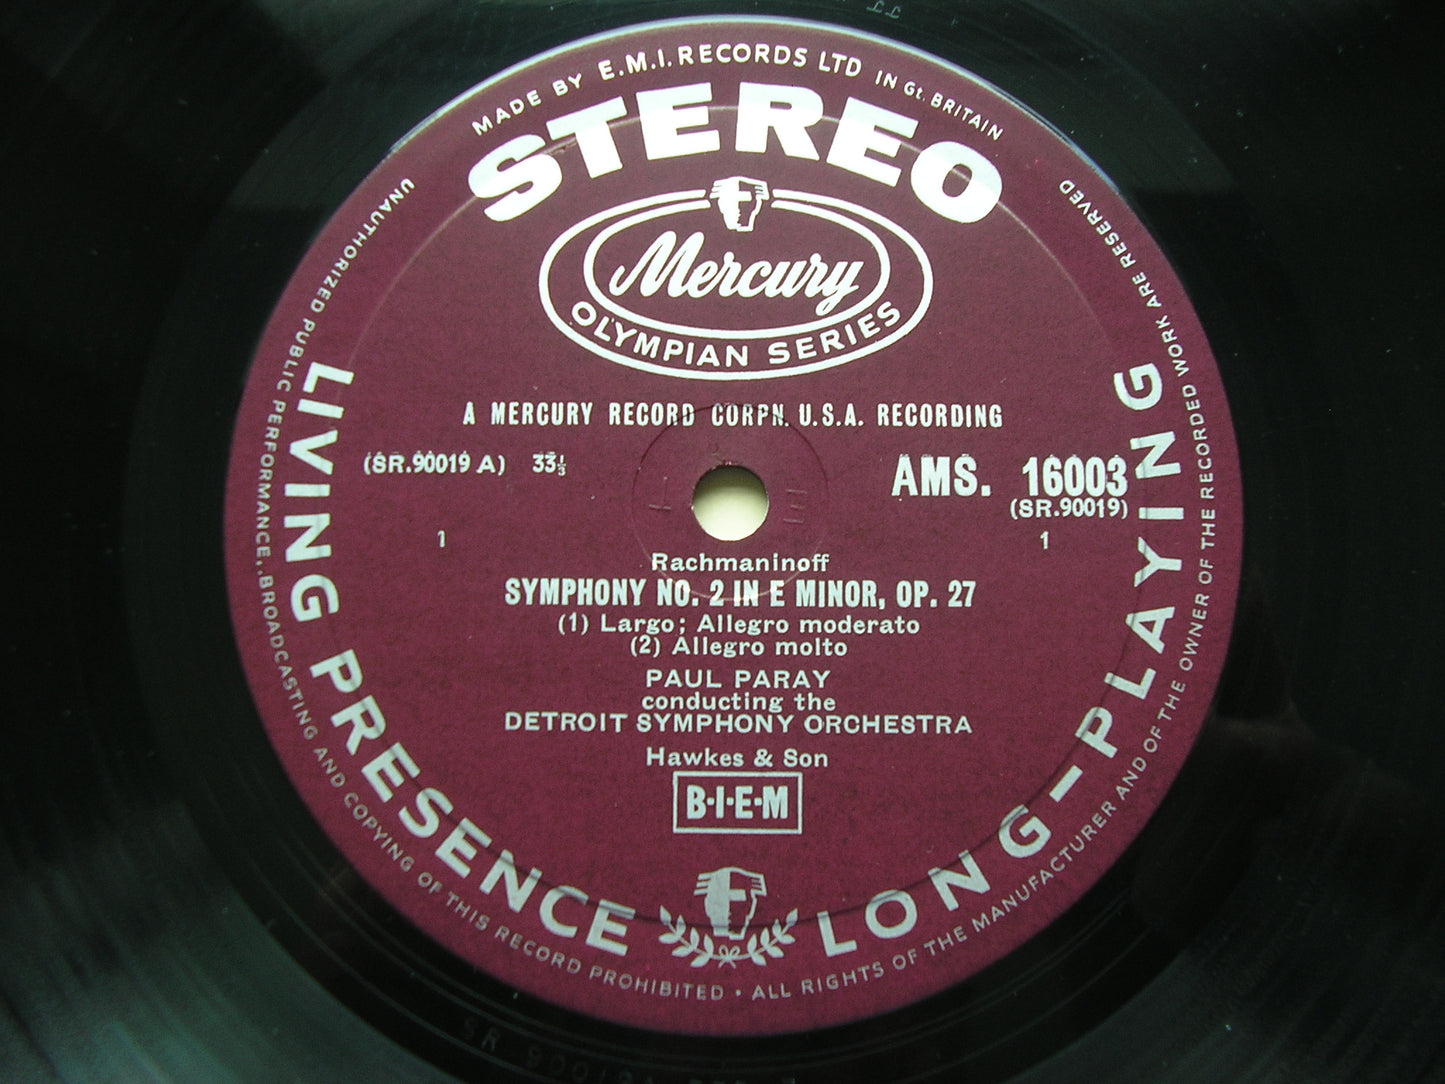 MADE BY E.M.I. RECORDS LTD IN Gt. BRITAIN
STEREO
Mercury
OLYMPIAN SERIES
A MERCURY RECORD CORPN. U.S.A. RECORDING
(SR.90019 A) 33⅓
AMS. 16003
(SR.90019)
1 1
Rachmaninoff
SYMPHONY NO. 2 IN E MINOR, OP. 27
(1) Largo; Allegro moderato
(2) Allegro molto
PAUL PARAY
conducting the
DETROIT SYMPHONY ORCHESTRA
Hawkes & Son
B·I·E·M
LIVING PRESENCE LONG-PLAYING
UNAUTHORIZED PUBLIC PERFORMANCE, BROADCASTING AND COPYING OF THIS RECORD PROHIBITED · ALL RIGHTS OF THE MANUFACTURER AND OF THE OWNER OF THE RECORDED WORK ARE RESERVED